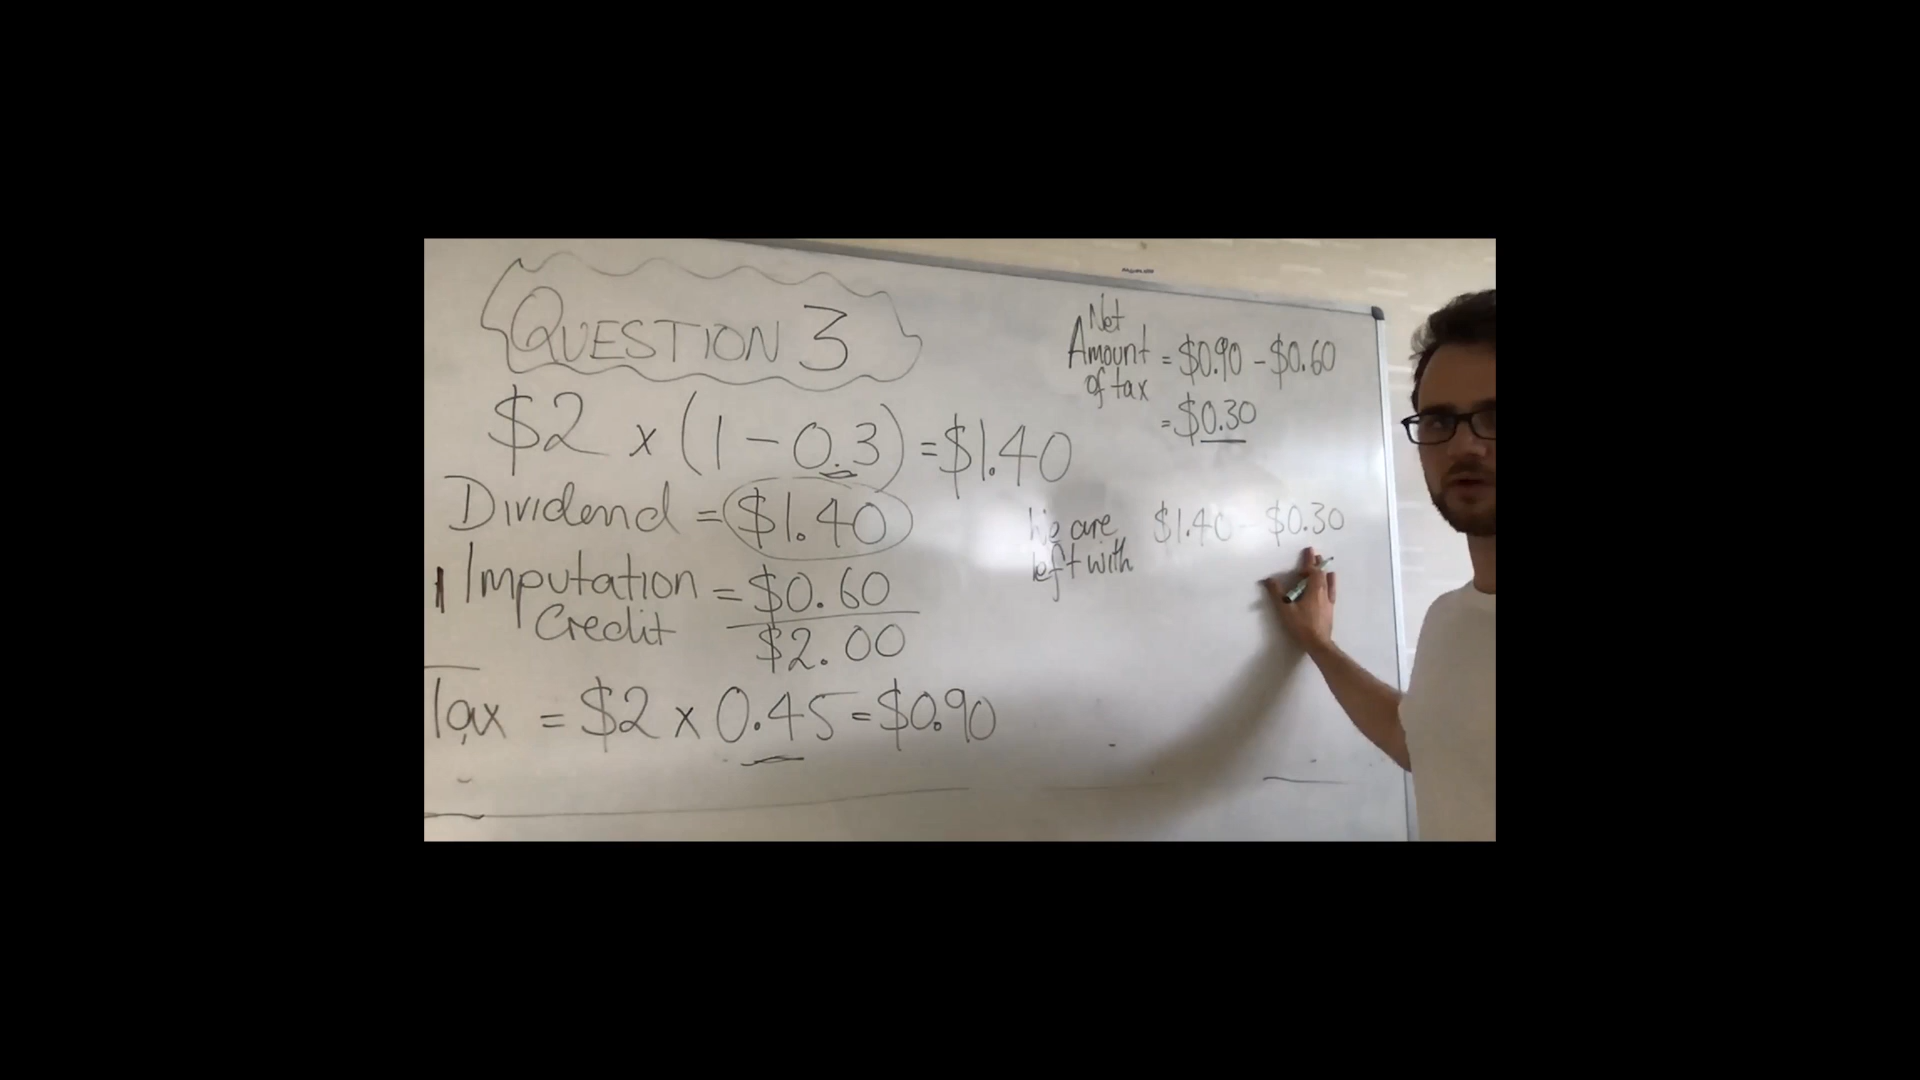 QUESTION 3
$2 x (1 - 0.3) = $1.40
Dividend = $1.40
Imputation Credit = $0.60
$2.00
Tax = $2 x 0.45 = $0.90
Net Amount of tax = $0.90 - $0.60
= $0.30
We are left with $1.40 - $0.30